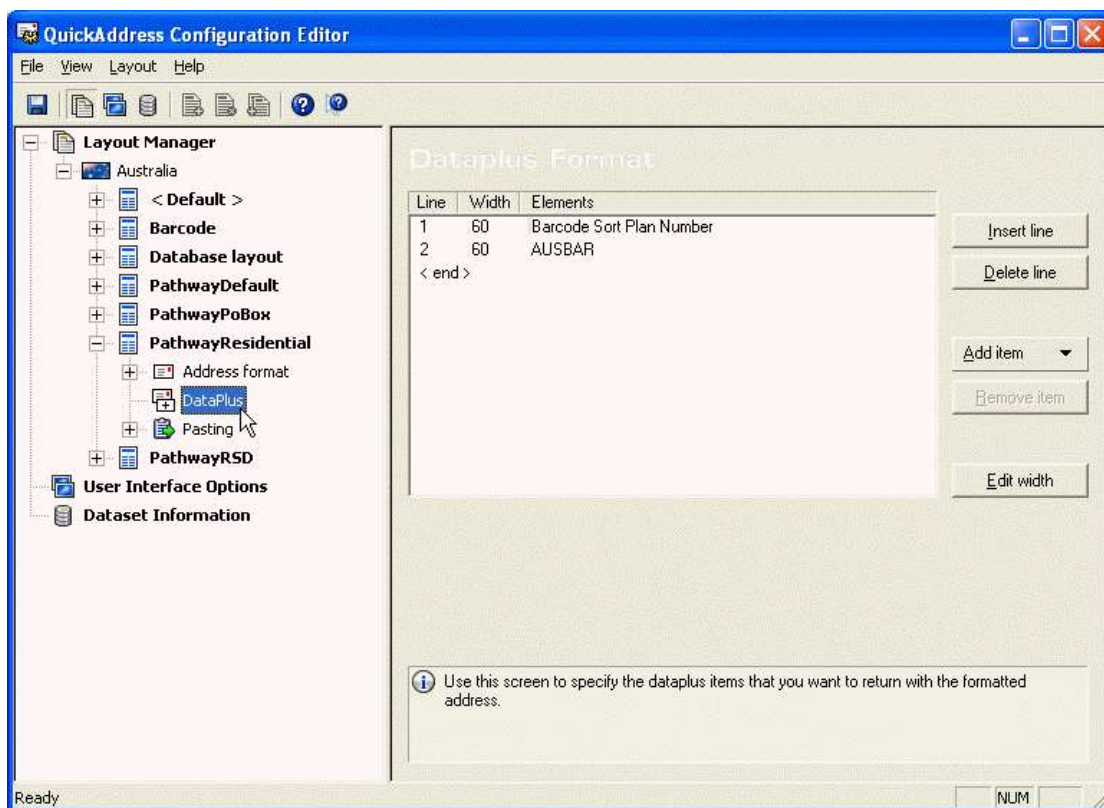 QuickAddress Configuration Editor
File View Layout Help
Layout Manager
Australia
< Default >
Barcode
Database layout
PathwayDefault
PathwayPoBox
PathwayResidential
Address format
DataPlus
Pasting
PathwayRSD
User Interface Options
Dataset Information
Dataplus Format
Line Width Elements
1 60 Barcode Sort Plan Number
2 60 AUSBAR
< end >
Insert line
Delete line
Add item
Remove item
Edit width
Use this screen to specify the dataplus items that you want to return with the formatted
address.
Ready
NUM